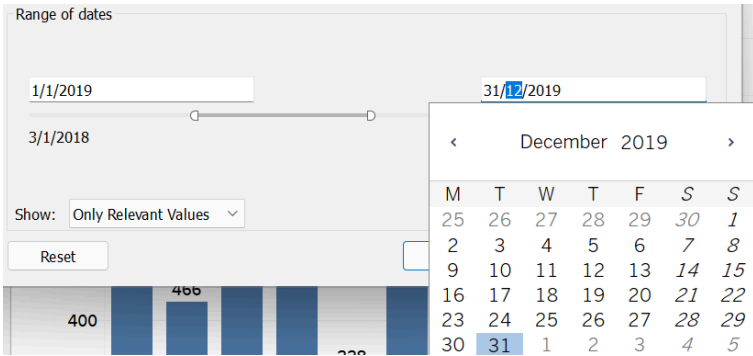 Range of dates
1/1/2019
31/12/2019
3/1/2018
< December 2019 >
M T W T F S S
25 26 27 28 29 30 1
2 3 4 5 6 7 8
9 10 11 12 13 14 15
16 17 18 19 20 21 22
23 24 25 26 27 28 29
30 31 1 2 3 4 5
Show: Only Relevant Values
Reset
466
400